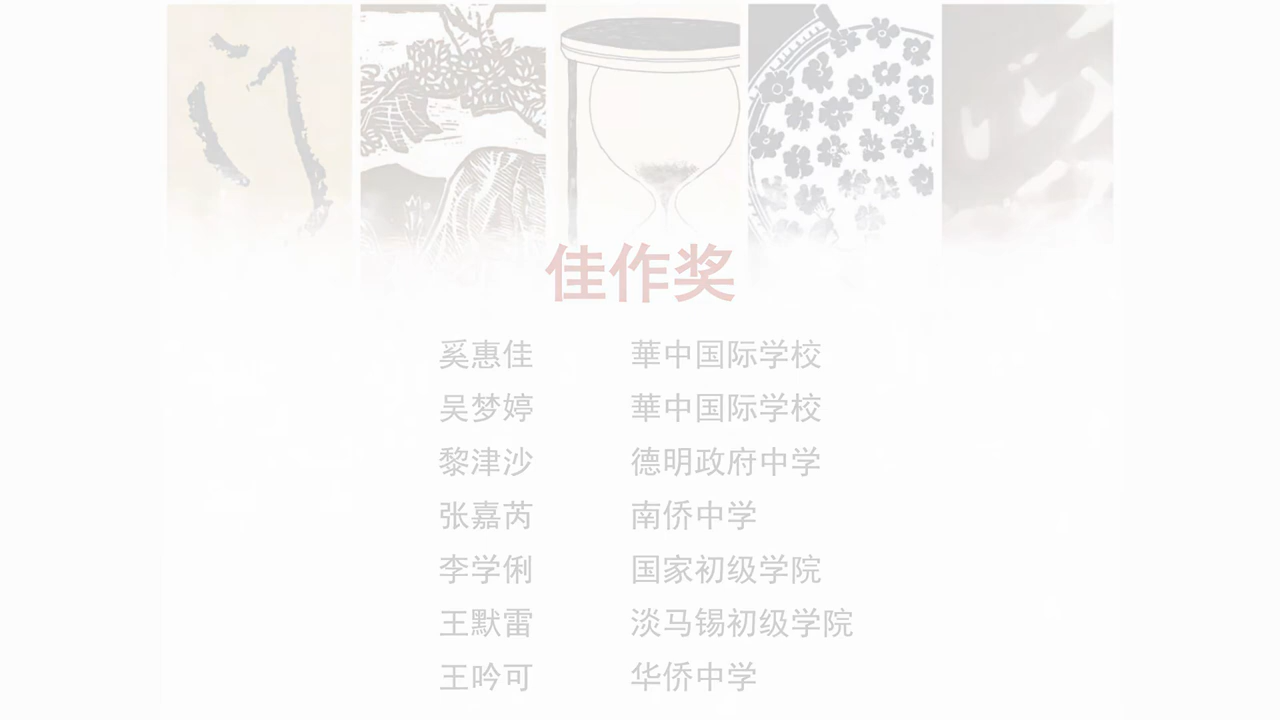 佳作奖
奚惠佳 華中国际学校
吴梦婷 華中国际学校
黎津沙 德明政府中学
张嘉芮 南侨中学
李学俐 国家初级学院
王默雷 淡马锡初级学院
王吟可 华侨中学